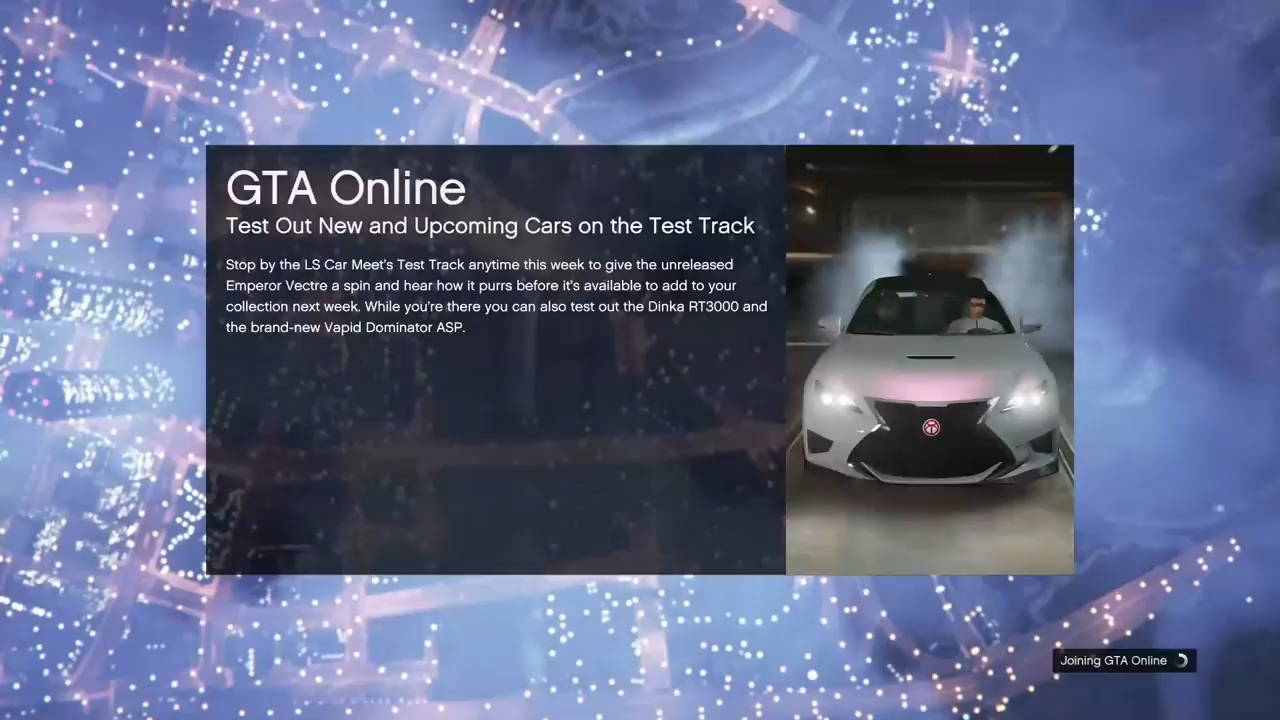 GTA Online
Test Out New and Upcoming Cars on the Test Track
Stop by the LS Car Meet's Test Track anytime this week to give the unreleased
Emperor Vectre a spin and hear how it purrs before it's available to add to your
collection next week. While you're there you can also test out the Dinka RT3000 and
the brand-new Vapid Dominator ASP.
Joining GTA Online